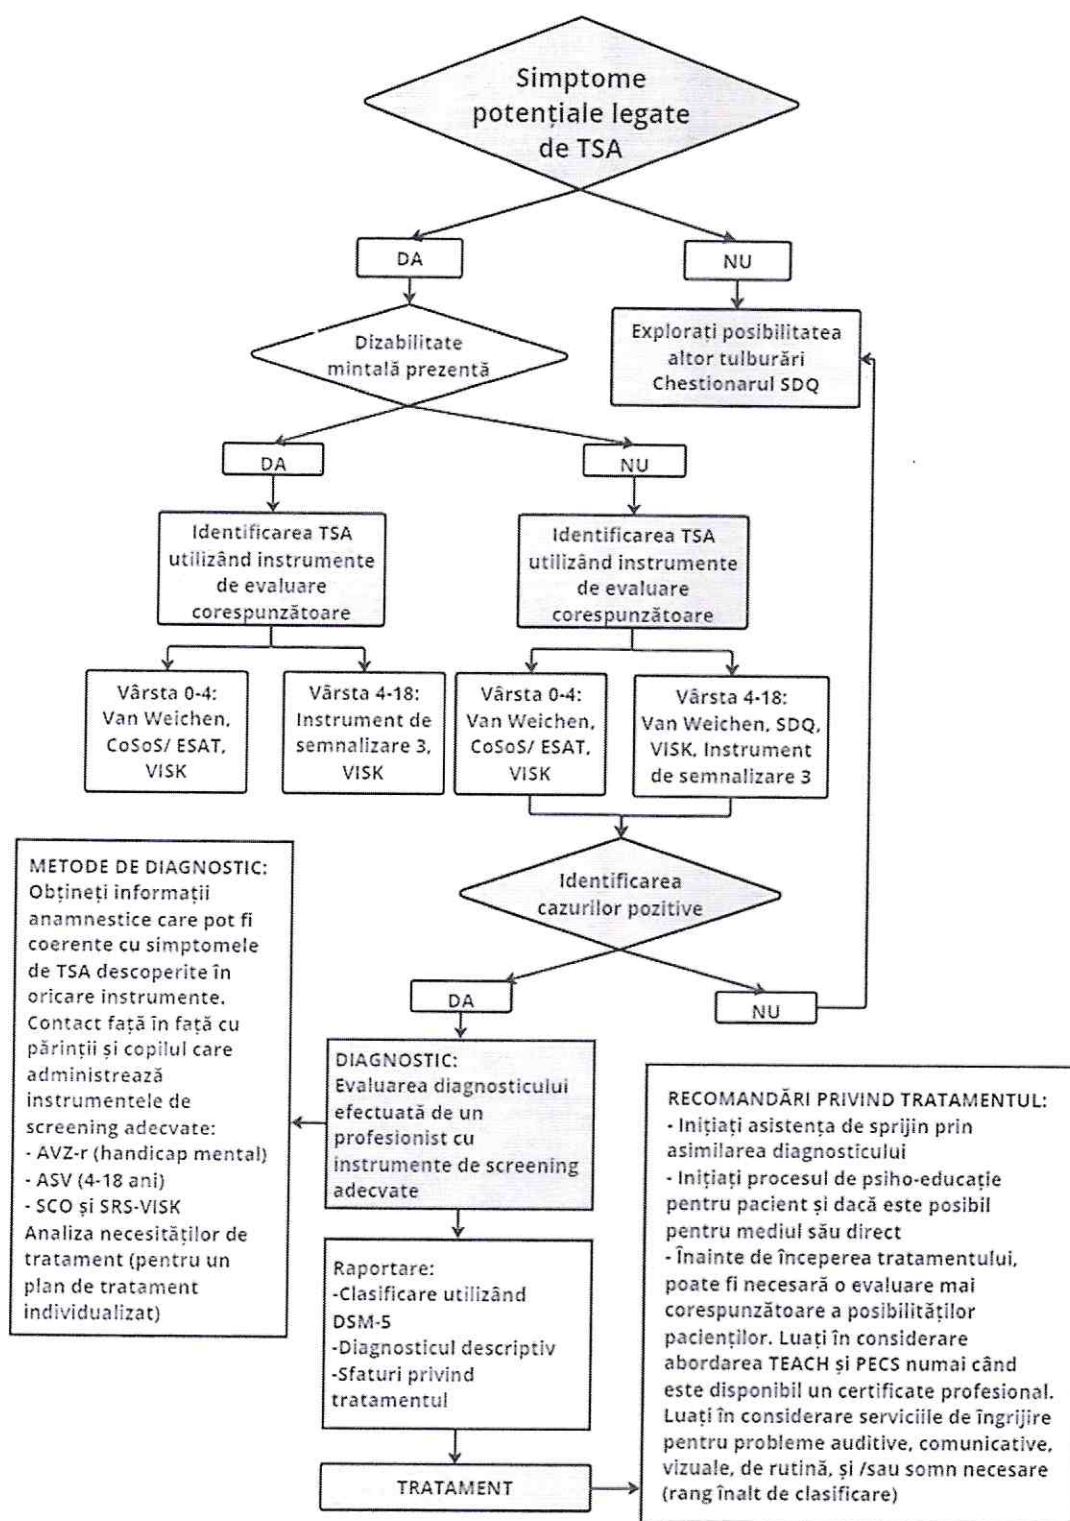 Simptome
potențiale legate
de TSA
DA
NU
Dizabilitate
mintală prezentă
Explorați posibilitatea
altor tulburări
Chestionarul SDQ
DA
NU
Identificarea TSA
utilizând instrumente
de evaluare
corespunzătoare
Identificarea TSA
utilizând instrumente
de evaluare
corespunzătoare
Vârsta 0-4:
Van Weichen,
CoSoS/ ESAT,
VISK
Vârsta 4-18:
Instrument de
semnalizare 3,
VISK
Vârsta 0-4:
Van Weichen,
CoSoS/ ESAT,
VISK
Vârsta 4-18:
Van Weichen, SDQ,
VISK, Instrument
de semnalizare 3
Identificarea
cazurilor pozitive
DA
NU
METODE DE DIAGNOSTIC:
Obțineți informații
anamnestice care pot fi
coerente cu simptomele
de TSA descoperite în
oricare instrumente.
Contact față în față cu
părinții și copilul care
administrează
instrumentele de
screening adecvate:
- AVZ-r (handicap mental)
- ASV (4-18 ani)
- SCO și SRS-VISK
Analiza necesităților de
tratament (pentru un
plan de tratament
individualizat)
DIAGNOSTIC:
Evaluarea diagnosticului
efectuată de un
profesionist cu
instrumente de screening
adecvate
Raportare:
-Clasificare utilizând
DSM-5
-Diagnosticul descriptiv
-Sfaturi privind
tratamentul
TRATAMENT
RECOMANDĂRI PRIVIND TRATAMENTUL:
- Inițiați asistența de sprijin prin
asimilarea diagnosticului
- Inițiați procesul de psiho-educație
pentru pacient și dacă este posibil
pentru mediul său direct
- Înainte de începerea tratamentului,
poate fi necesară o evaluare mai
corespunzătoare a posibilităților
pacienților. Luați în considerare
abordarea TEACH și PECS numai când
este disponibil un certificate profesional.
Luați în considerare serviciile de îngrijire
pentru probleme auditive, comunicative,
vizuale, de rutină, și /sau somn necesare
(rang înalt de clasificare)